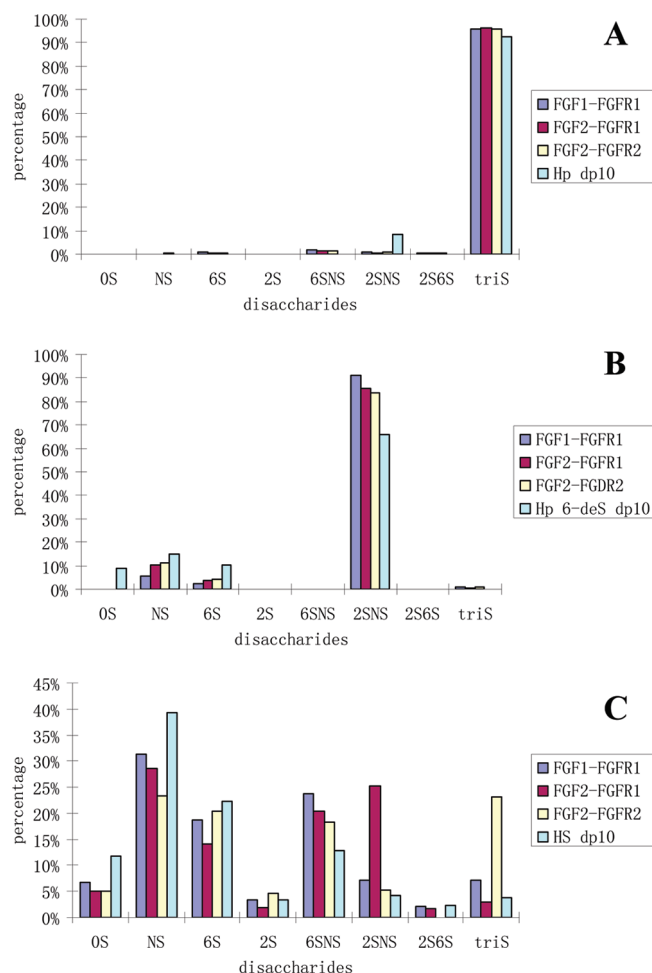 A
100%
90%
80%
70%
60%
50%
40%
30%
20%
10%
0%
percentage
0S NS 6S 2S 6SNS 2SNS 2S6S triS
disaccharides
FGF1-FGFR1
FGF2-FGFR1
FGF2-FGFR2
Hp dp10
B
100%
90%
80%
70%
60%
50%
40%
30%
20%
10%
0%
percentage
0S NS 6S 2S 6SNS 2SNS 2S6S triS
disaccharides
FGF1-FGFR1
FGF2-FGFR1
FGF2-FGDR2
Hp 6-deS dp10
C
45%
40%
35%
30%
25%
20%
15%
10%
5%
0%
percentage
0S NS 6S 2S 6SNS 2SNS 2S6S triS
disaccharides
FGF1-FGFR1
FGF2-FGFR1
FGF2-FGFR2
HS dp10